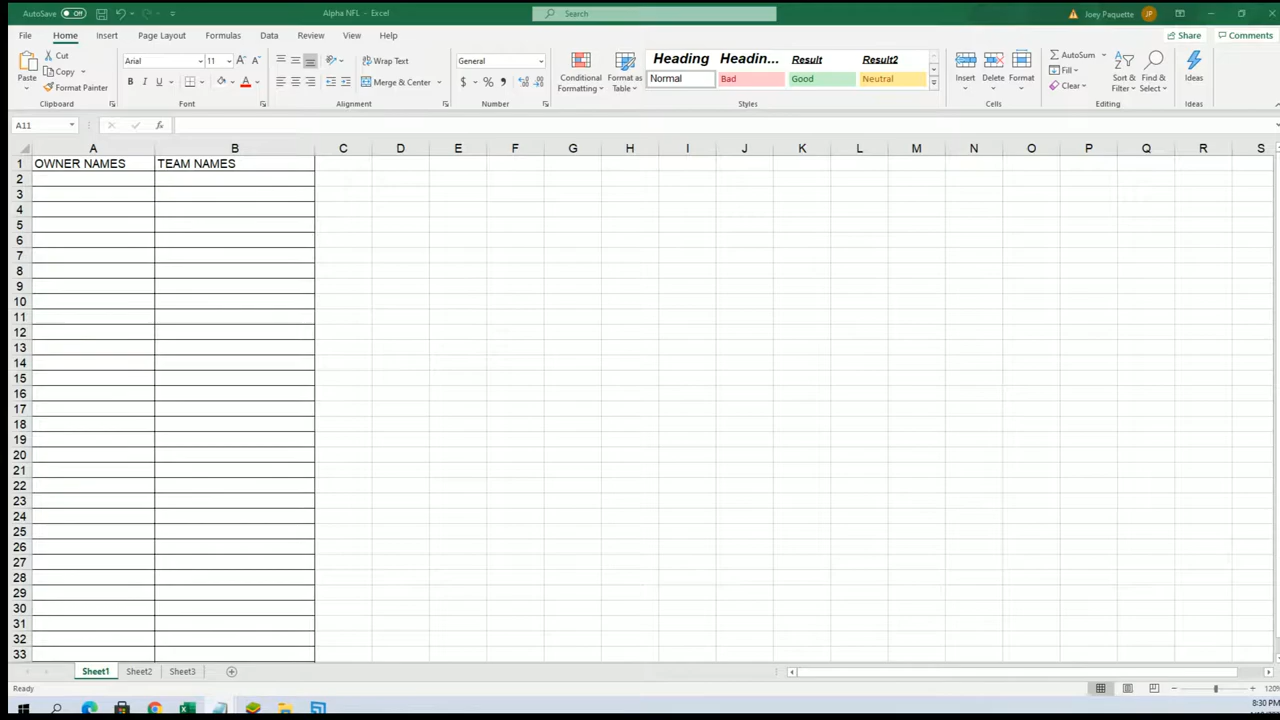 AutoSave Off Alpha NFL - Excel Search Joey Paquette JP
File Home Insert Page Layout Formulas Data Review View Help Share Comments
Paste Cut Copy Format Painter Clipboard
Arial 11 A A B I U A Font
ab Wrap Text Merge & Center Alignment
General $ % , Number
Conditional Formatting Format as Table
Heading Headin... Result Result2
Normal Bad Good Neutral
Styles
Insert Delete Format Cells
AutoSum Fill Clear Sort & Filter Find & Select Editing
Ideas Ideas
A11 fx
A B C D E F G H I J K L M N O P Q R S
1 OWNER NAMES TEAM NAMES
2
3
4
5
6
7
8
9
10
11
12
13
14
15
16
17
18
19
20
21
22
23
24
25
26
27
28
29
30
31
32
33
Sheet1 Sheet2 Sheet3
Ready 120%
8:30 PM